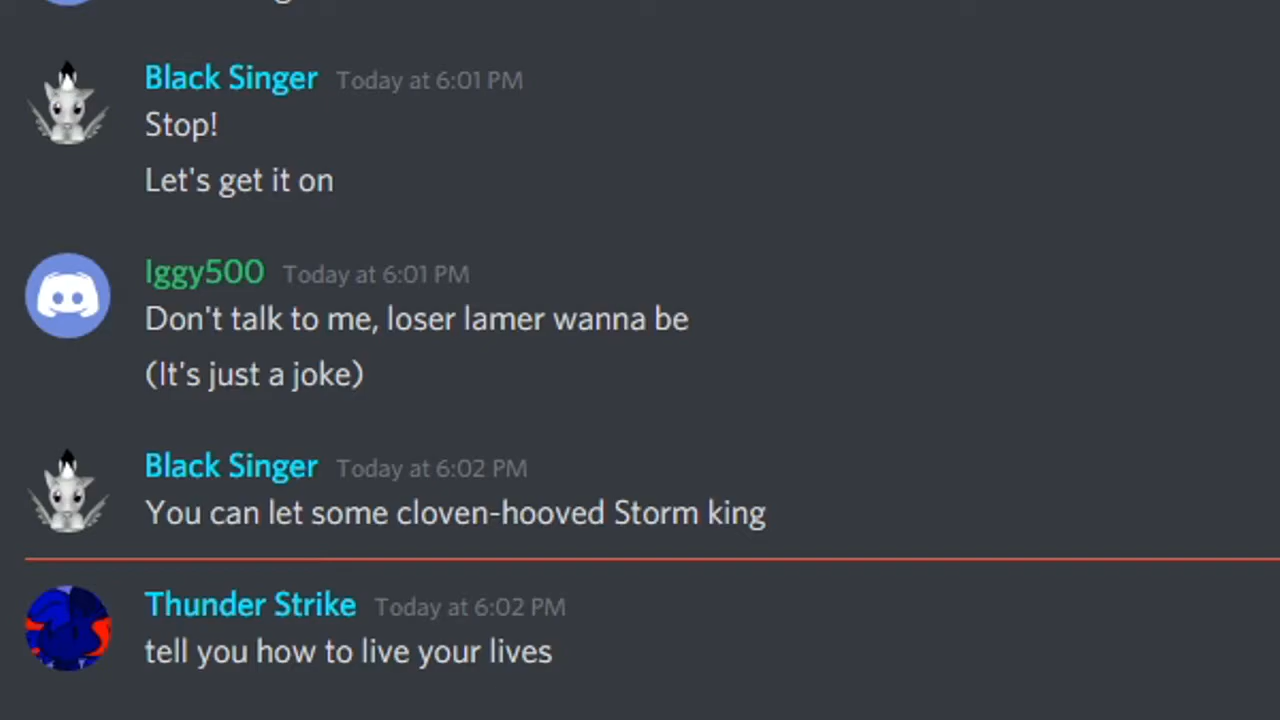 Black Singer Today at 6:01 PM
Stop!
Let's get it on
Iggy500 Today at 6:01 PM
Don't talk to me, loser lamer wanna be
(It's just a joke)
Black Singer Today at 6:02 PM
You can let some cloven-hooved Storm king
Thunder Strike Today at 6:02 PM
tell you how to live your lives